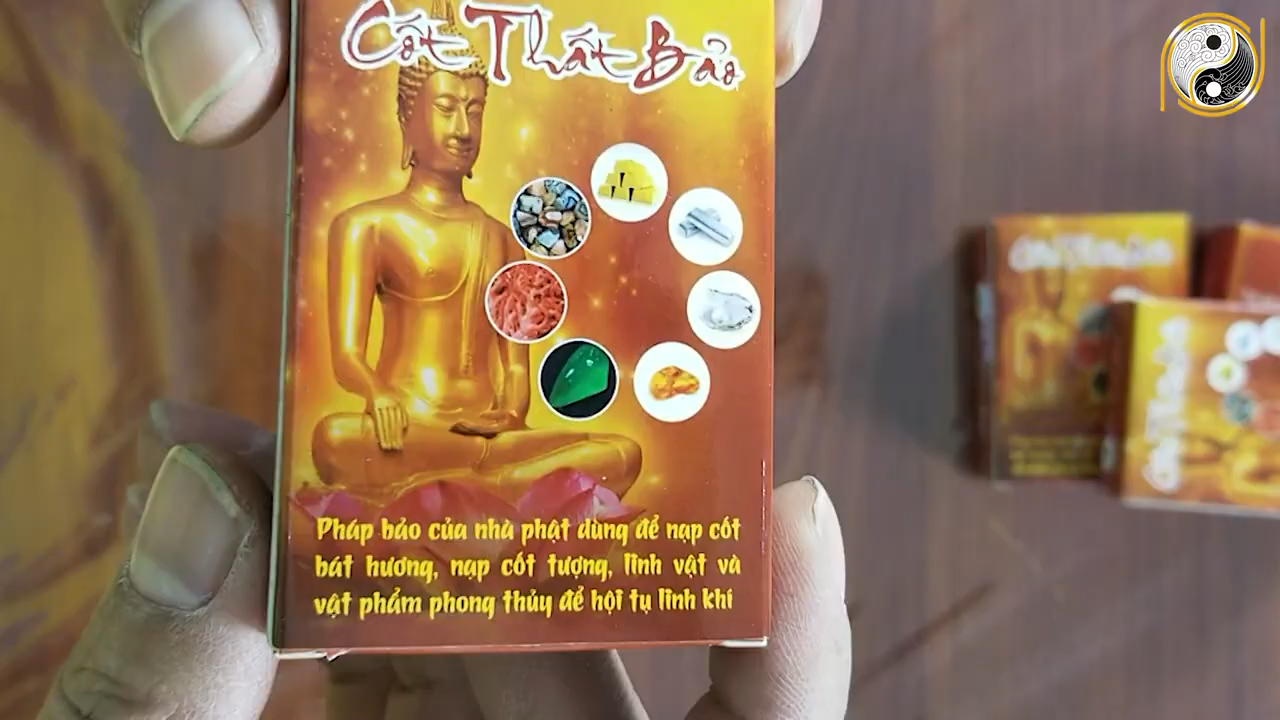 Cốt Thất Bảo
Pháp bảo của nhà phật dùng để nạp cốt
bát hương, nạp cốt tượng, linh vật và
vật phẩm phong thủy để hội tụ linh khí